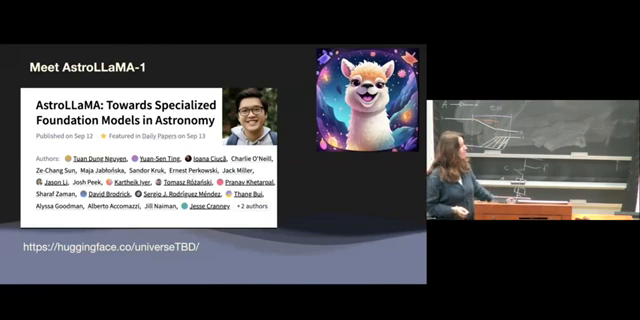 Meet AstroLLaMA-1
AstroLLaMA: Towards Specialized
Foundation Models in Astronomy
Published on Sep 12 Featured in Daily Papers on Sep 13
Authors: Tuan Dung Nguyen, Yuan-Sen Ting, Ioana Ciucă, Charlie O'Neill,
Ze-Chang Sun, Maja Jabłońska, Sandor Kruk, Ernest Perkowski, Jack Miller,
Jason Li, Josh Peek, Kartheik Iyer, Tomasz Różański, Pranav Khetarpal,
Sharaf Zaman, David Brodrick, Sergio J. Rodríguez Méndez, Thang Bui,
Alyssa Goodman, Alberto Accomazzi, Jill Naiman, Jesse Cranney +2 authors
https://huggingface.co/universeTBD/